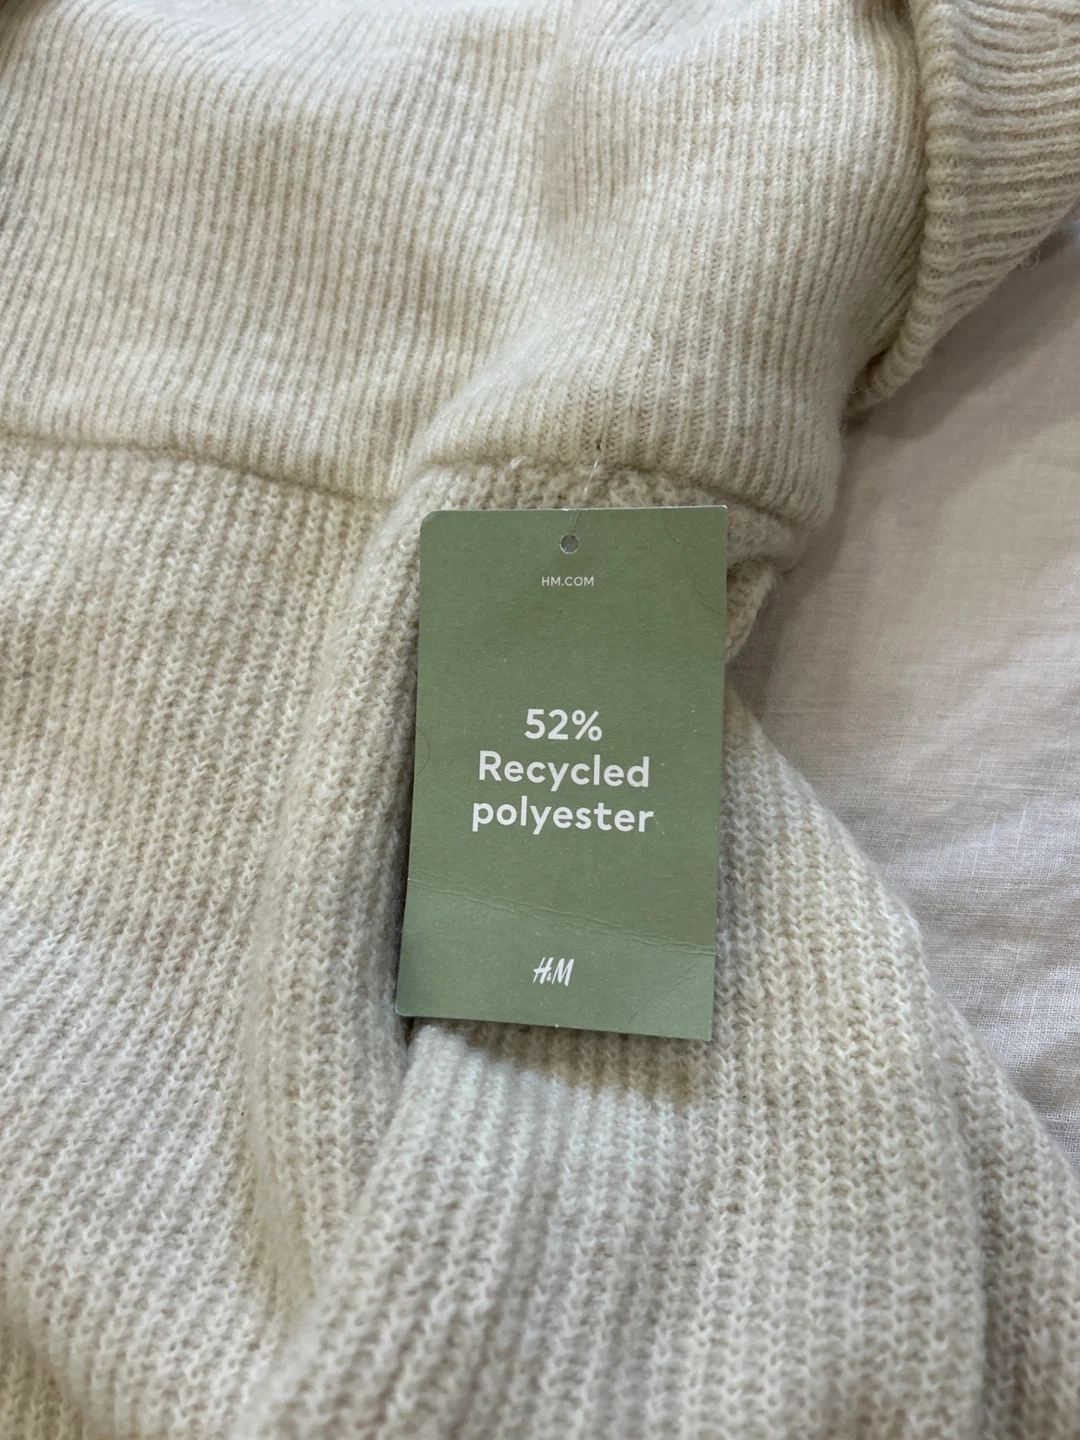 HM.COM
52%
Recycled
polyester
H&M